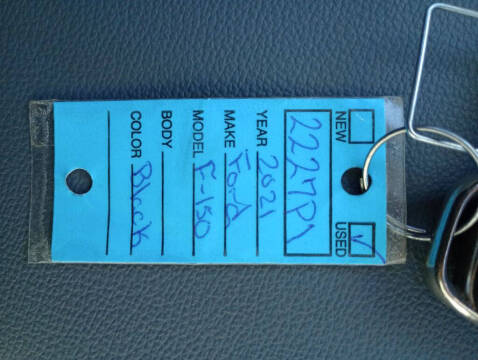 NEW USED
2227P1
YEAR 2021
MAKE Ford
MODEL F-150
BODY
COLOR Black